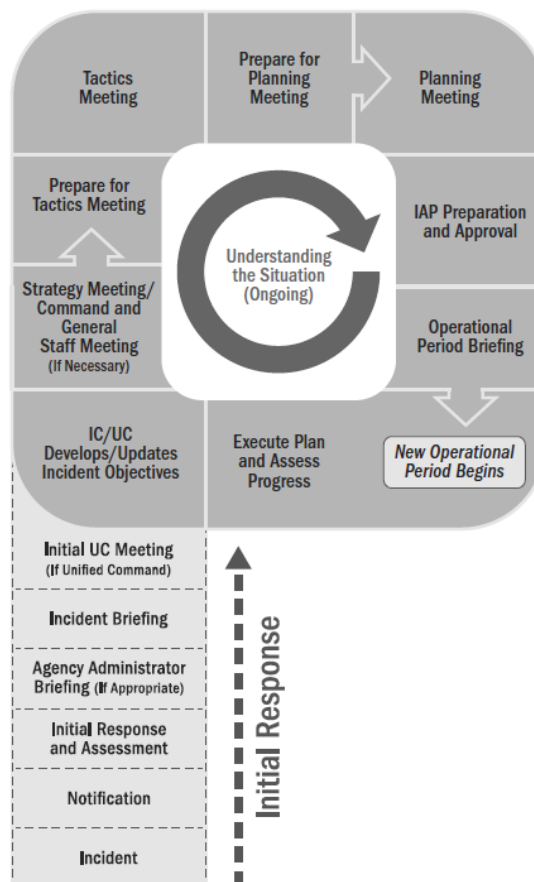 Tactics
Meeting
Prepare for
Planning
Meeting
Planning
Meeting
Prepare for
Tactics Meeting
IAP Preparation
and Approval
Understanding
the Situation
(Ongoing)
Strategy Meeting/
Command and
General
Staff Meeting
(If Necessary)
Operational
Period Briefing
IC/UC
Develops/Updates
Incident Objectives
Execute Plan
and Assess
Progress
New Operational
Period Begins
Initial UC Meeting
(If Unified Command)
Incident Briefing
Agency Administrator
Briefing (If Appropriate)
Initial Response
and Assessment
Notification
Incident
Initial Response